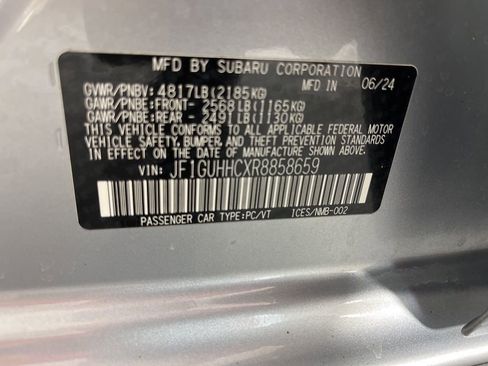 MFD BY SUBARU CORPORATION
GVWR/PNBV: 4817LB(2185KG) MFD IN 06/24
GAWR/PNBE:FRONT- 2568LB(1165KG)
GAWR/PNBE:REAR - 2491LB(1130KG)
THIS VEHICLE CONFORMS TO ALL APPLICABLE FEDERAL MOTOR
VEHICLE SAFETY, BUMPER, AND THEFT PREVENTION STANDARDS
IN EFFECT ON THE DATE OF MANUFACTURE SHOWN ABOVE.
VIN: JF1GUHHCXR8858659
PASSENGER CAR TYPE:PC/VT ICES/NMB-002